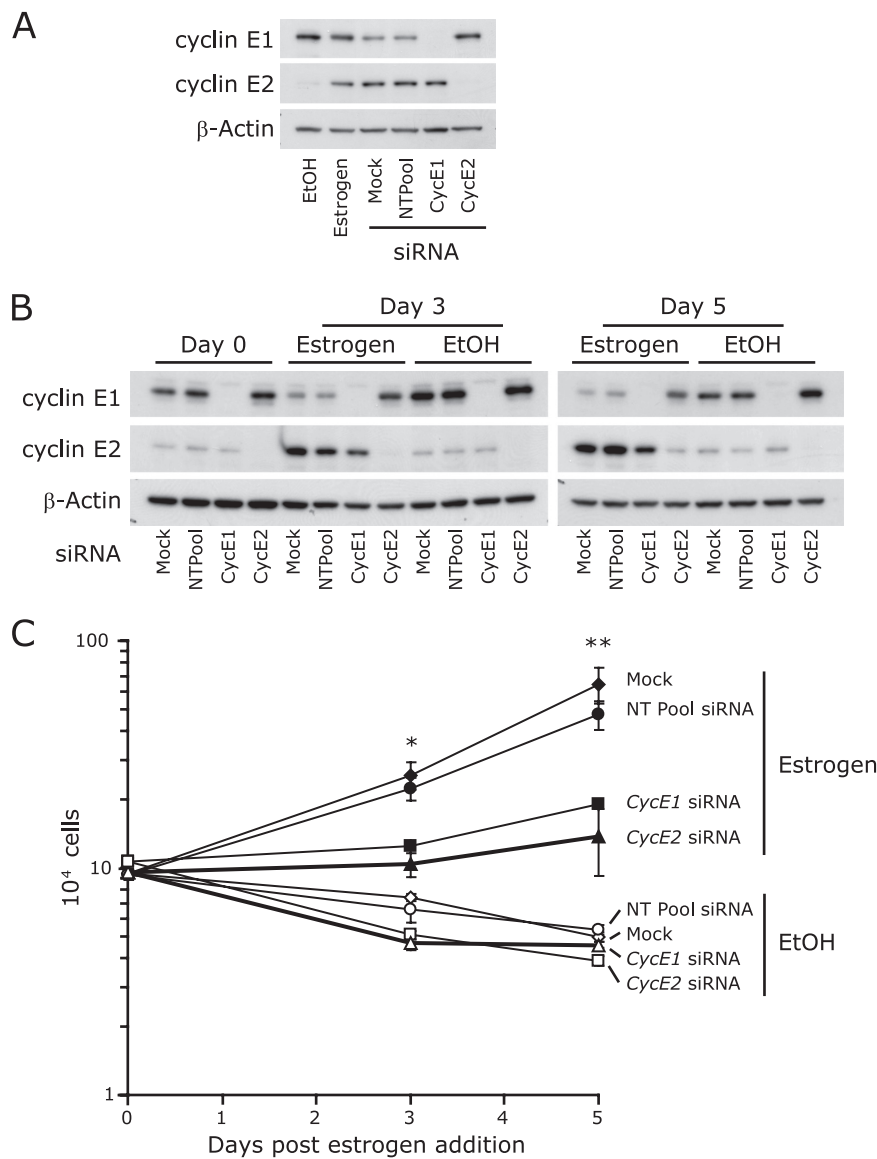 A
cyclin E1
cyclin E2
β-Actin
EtOH
Estrogen
Mock
NTPool
CycE1
CycE2
siRNA
B
Day 3
Day 5
Day 0
Estrogen
EtOH
Estrogen
EtOH
cyclin E1
cyclin E2
β-Actin
siRNA
Mock
NTPool
CycE1
CycE2
Mock
NTPool
CycE1
CycE2
Mock
NTPool
CycE1
CycE2
Mock
NTPool
CycE1
CycE2
Mock
NTPool
CycE1
CycE2
C
100
10
1
10⁴ cells
*
**
Mock
NT Pool siRNA
CycE1 siRNA
CycE2 siRNA
Estrogen
NT Pool siRNA
Mock
CycE1 siRNA
CycE2 siRNA
EtOH
0 1 2 3 4 5
Days post estrogen addition